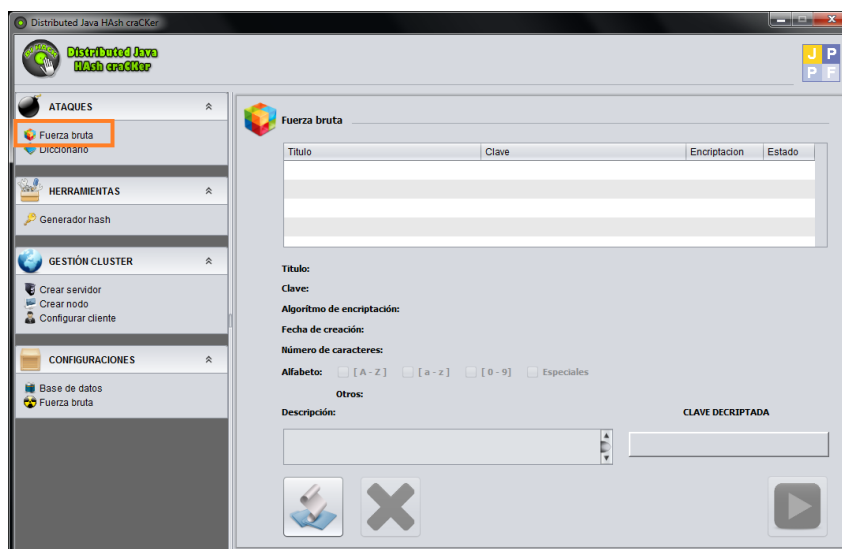 Distributed Java HAsh craCKer
Distributed Java
HAsh craCKer
J P
P F
ATAQUES
Fuerza bruta
Diccionario
HERRAMIENTAS
Generador hash
GESTIÓN CLUSTER
Crear servidor
Crear nodo
Configurar cliente
CONFIGURACIONES
Base de datos
Fuerza bruta
Fuerza bruta
Titulo Clave Encriptacion Estado
Titulo:
Clave:
Algoritmo de encriptación:
Fecha de creación:
Número de caracteres:
Alfabeto: [ A - Z ] [ a - z ] [ 0 - 9] Especiales
Otros:
Descripción: CLAVE DECRIPTADA